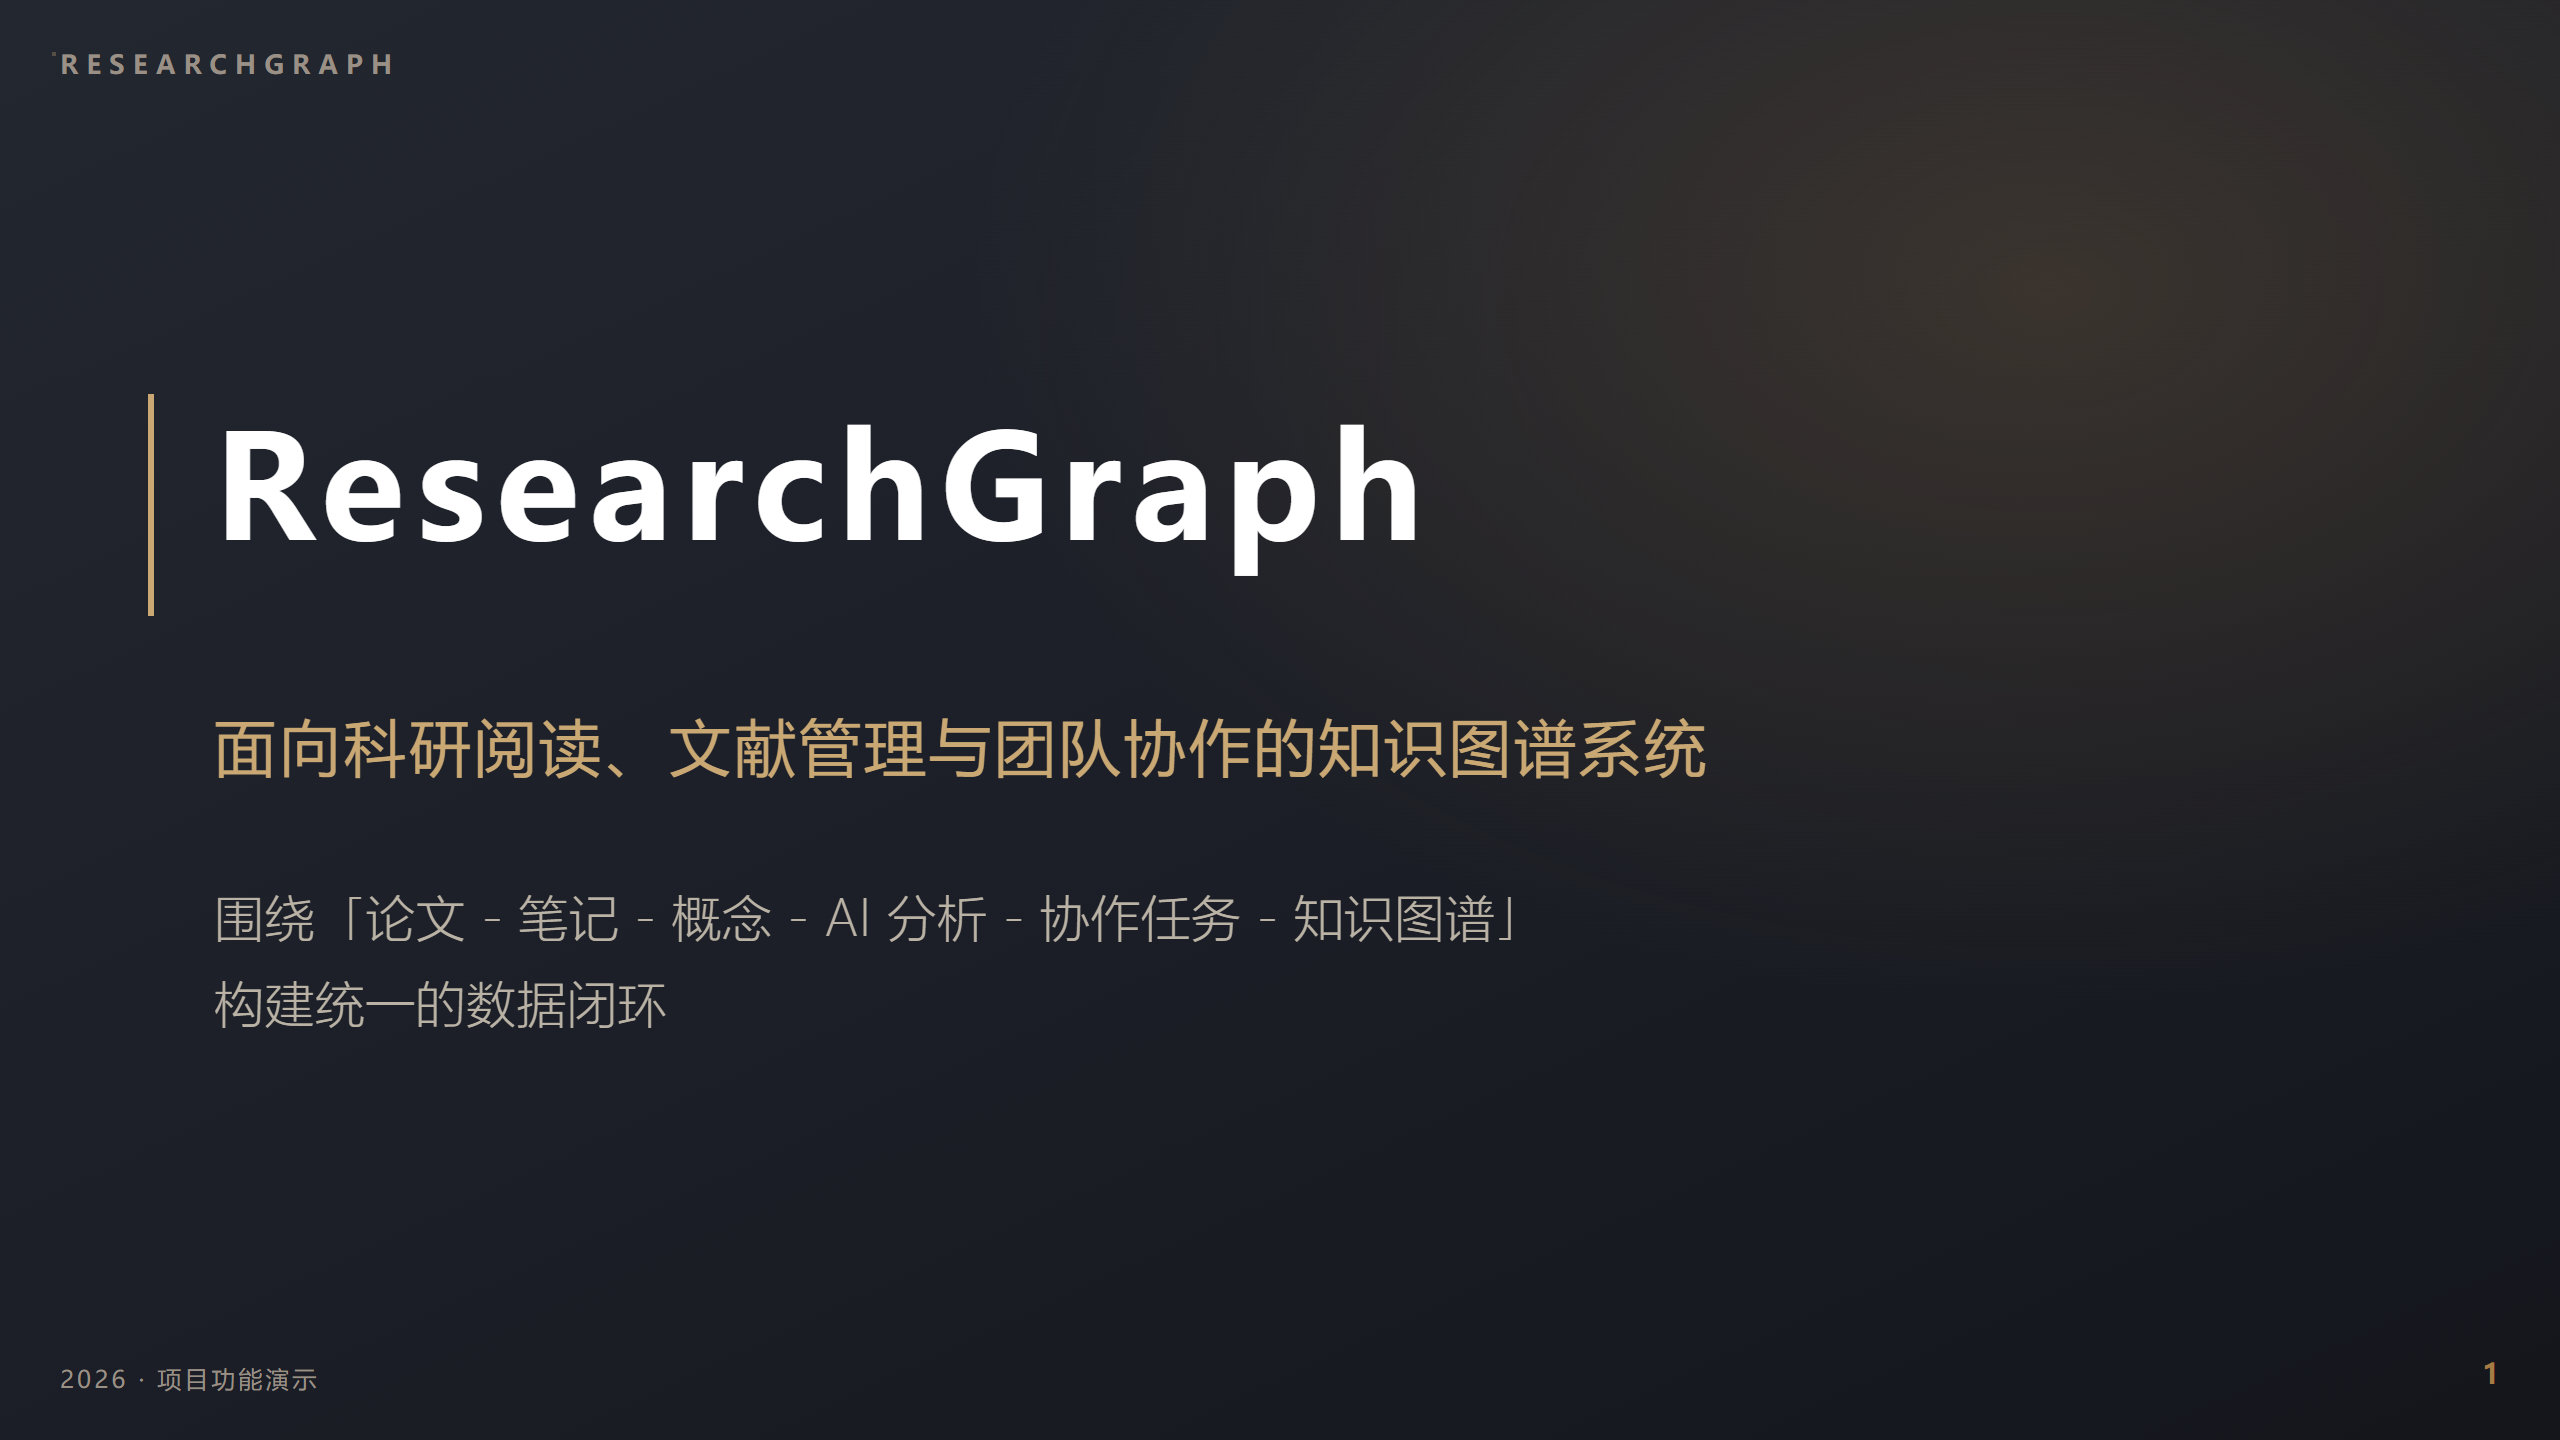 RESEARCHGRAPH
ResearchGraph
面向科研阅读、文献管理与团队协作的知识图谱系统
围绕「论文 - 笔记 - 概念 - AI 分析 - 协作任务 - 知识图谱」
构建统一的数据闭环
2026 · 项目功能演示
1